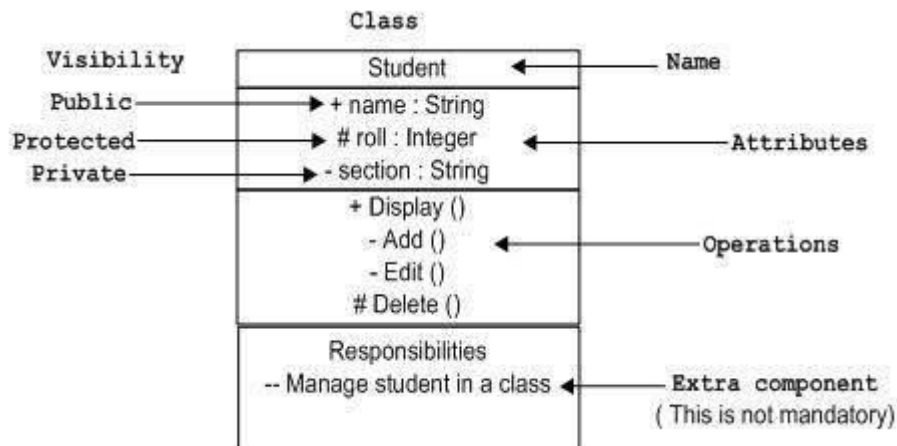 Class
Visibility
Student
Name
Public
+ name : String
Protected
# roll : Integer
Attributes
Private
- section : String
+ Display ()
- Add ()
Operations
- Edit ()
# Delete ()
Responsibilities
-- Manage student in a class
Extra component
( This is not mandatory)